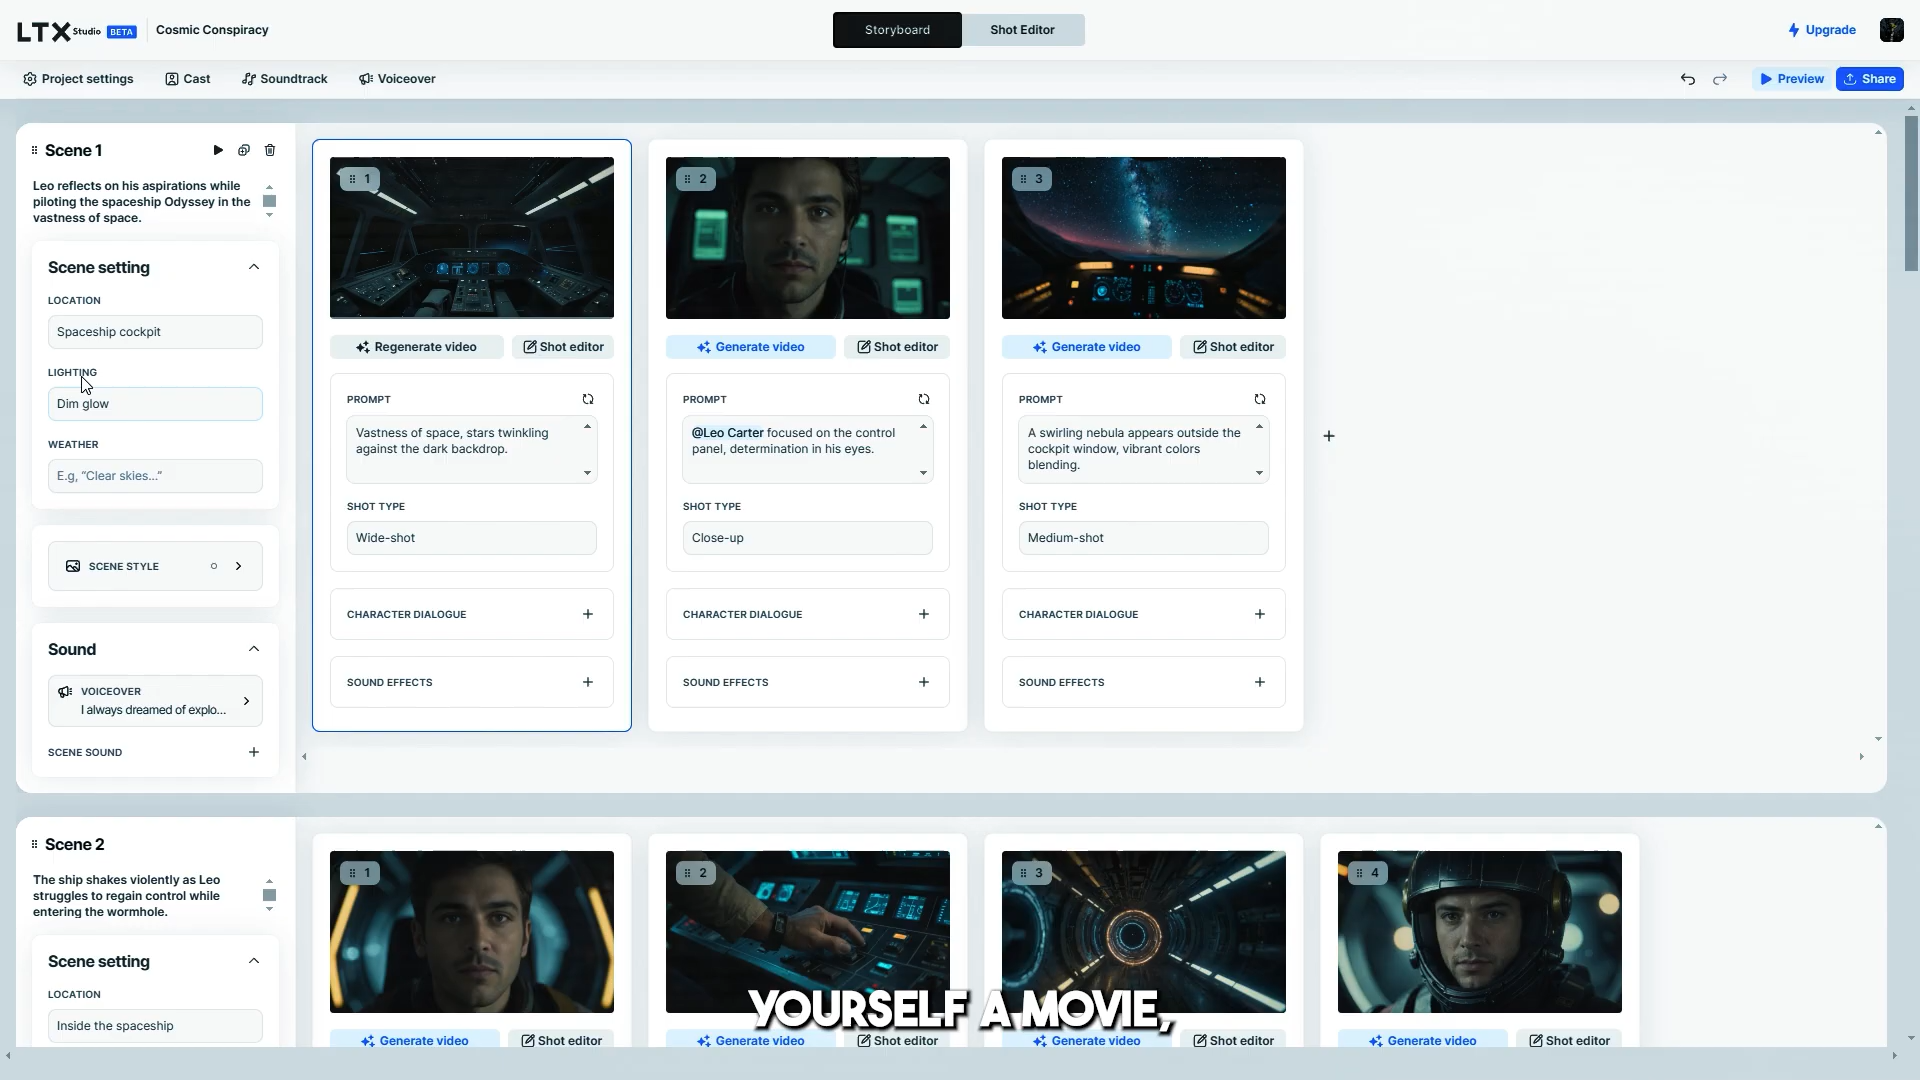 LTX Studio BETA Cosmic Conspiracy
Storyboard Shot Editor
Upgrade
Project settings Cast Soundtrack Voiceover
Preview Share
Scene 1
Leo reflects on his aspirations while
piloting the spaceship Odyssey in the
vastness of space.
Scene setting
LOCATION
Spaceship cockpit
LIGHTING
Dim glow
WEATHER
E.g, “Clear skies...”
SCENE STYLE
Sound
VOICEOVER
I always dreamed of explo...
SCENE SOUND
1
Regenerate video Shot editor
PROMPT
Vastness of space, stars twinkling
against the dark backdrop.
SHOT TYPE
Wide-shot
CHARACTER DIALOGUE
SOUND EFFECTS
2
Generate video Shot editor
PROMPT
@Leo Carter focused on the control
panel, determination in his eyes.
SHOT TYPE
Close-up
CHARACTER DIALOGUE
SOUND EFFECTS
3
Generate video Shot editor
PROMPT
A swirling nebula appears outside the
cockpit window, vibrant colors
blending.
SHOT TYPE
Medium-shot
CHARACTER DIALOGUE
SOUND EFFECTS
Scene 2
The ship shakes violently as Leo
struggles to regain control while
entering the wormhole.
Scene setting
LOCATION
Inside the spaceship
1
Generate video Shot editor
2
Generate video Shot editor
3
Generate video Shot editor
4
Generate video Shot editor
YOURSELF A MOVIE,